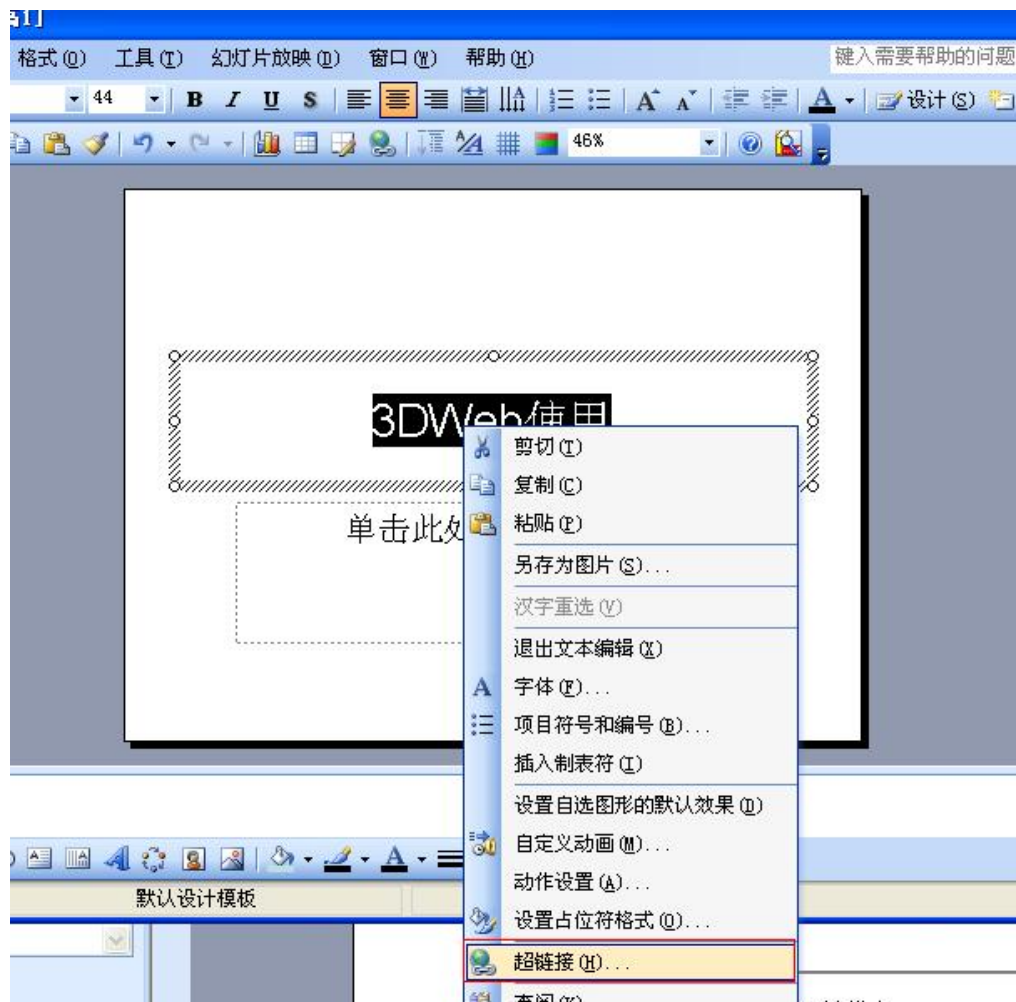 格式(O) 工具(T) 幻灯片放映(D) 窗口(W) 帮助(H) 键入需要帮助的问题
44 B I U S A A A 设计(S)
46%
3DWeb使用
单击此处
剪切(T)
复制(C)
粘贴(P)
另存为图片(S)...
汉字重选(V)
退出文本编辑(X)
字体(F)...
项目符号和编号(B)...
插入制表符(I)
设置自选图形的默认效果(D)
自定义动画(M)...
动作设置(A)...
设置占位符格式(O)...
超链接(H)...
默认设计模板